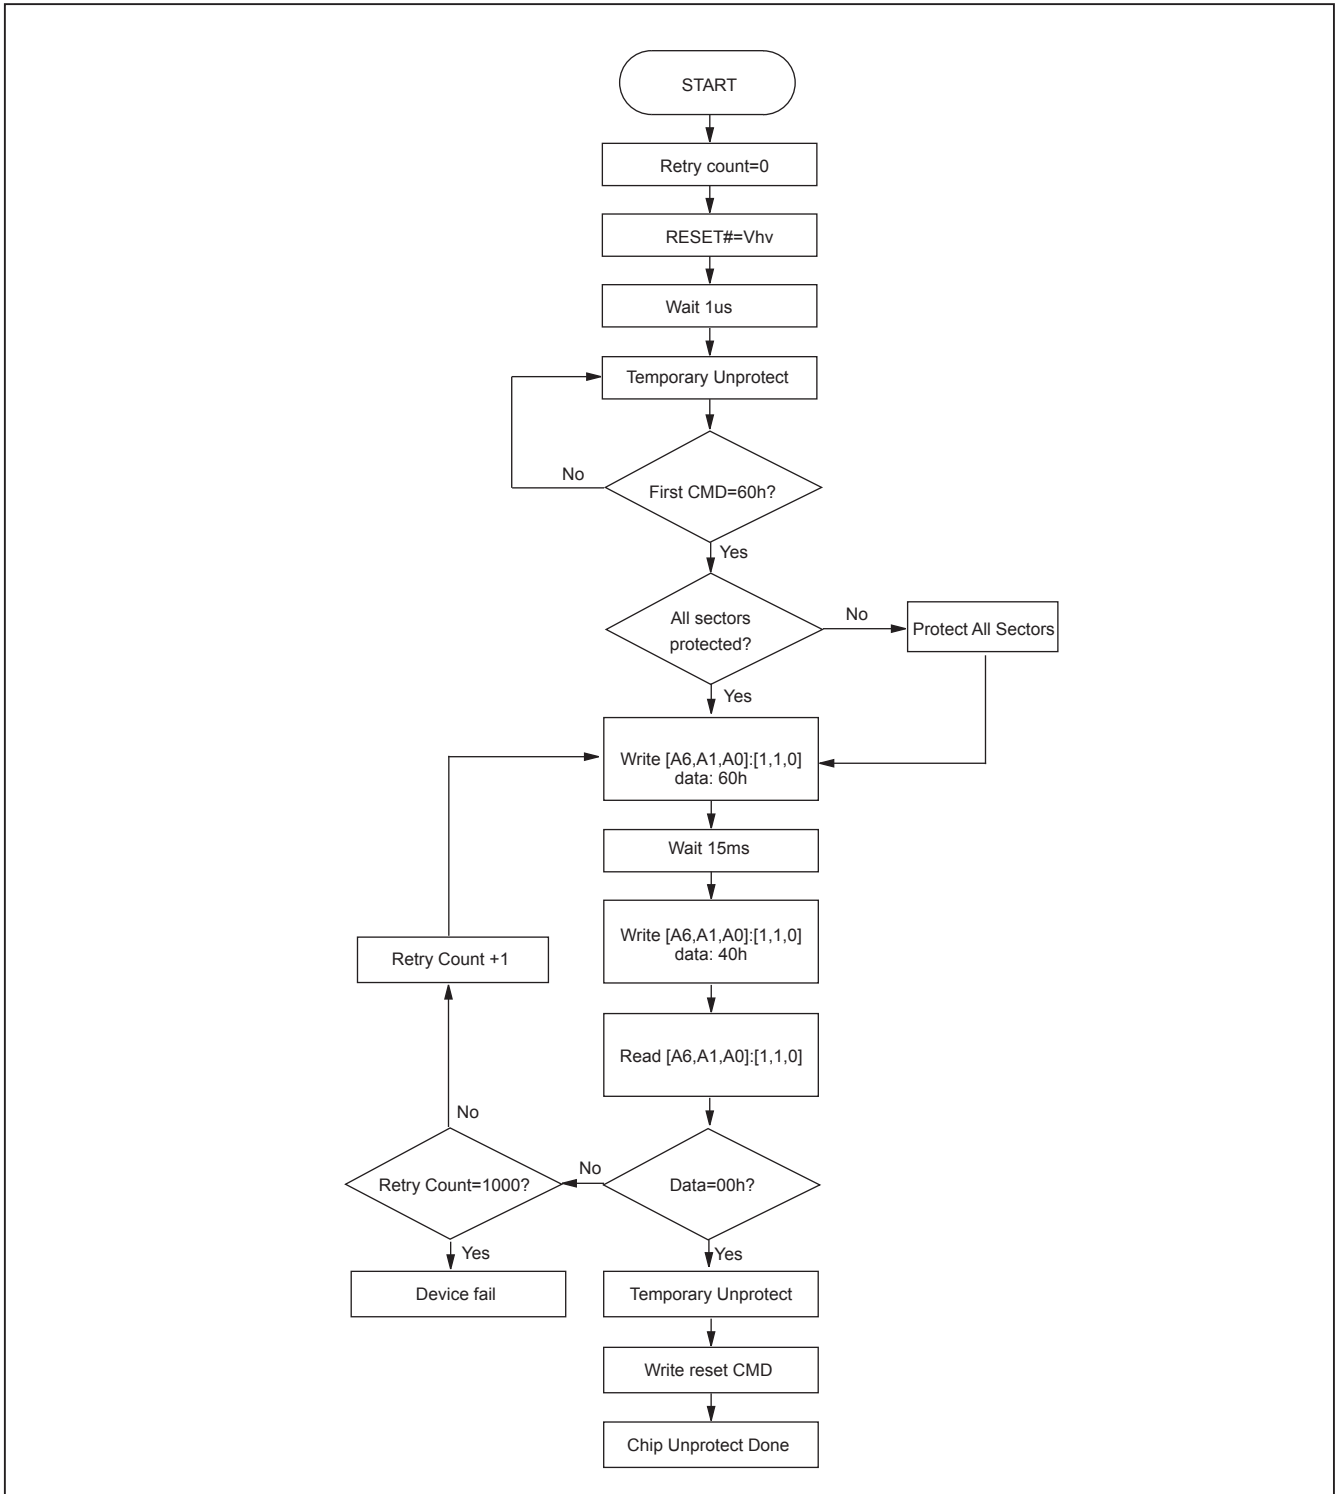 START
Retry count=0
RESET#=Vhv
Wait 1us
Temporary Unprotect
No
First CMD=60h?
Yes
All sectors
protected?
No
Protect All Sectors
Yes
Write [A6,A1,A0]:[1,1,0]
data: 60h
Wait 15ms
Write [A6,A1,A0]:[1,1,0]
data: 40h
Retry Count +1
Read [A6,A1,A0]:[1,1,0]
No
Retry Count=1000?
No
Data=00h?
Yes
Yes
Device fail
Temporary Unprotect
Write reset CMD
Chip Unprotect Done